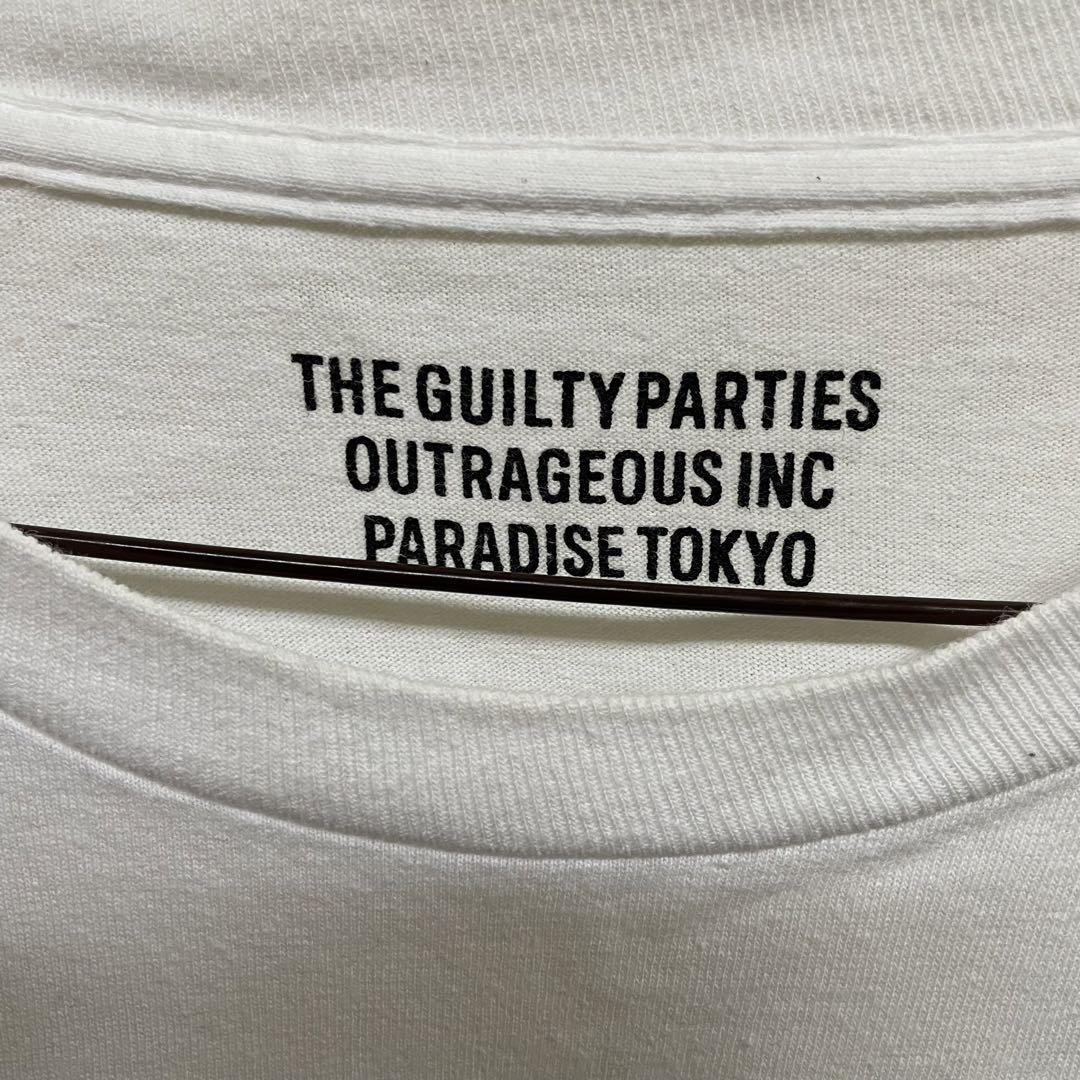 THE GUILTY PARTIES
OUTRAGEOUS INC
PARADISE TOKYO